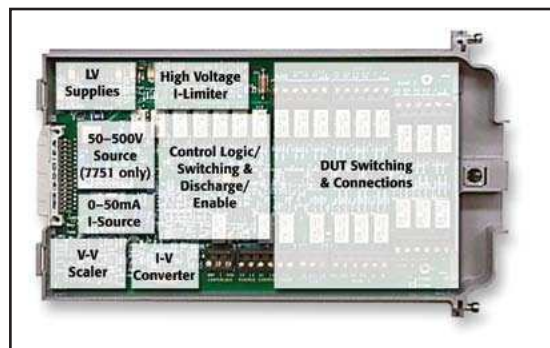 LV
Supplies
High Voltage
I-Limiter
50–500V
Source
(7751 only)
Control Logic/
Switching &
Discharge/
Enable
DUT Switching
& Connections
0–50mA
I-Source
V-V
Scaler
I-V
Converter